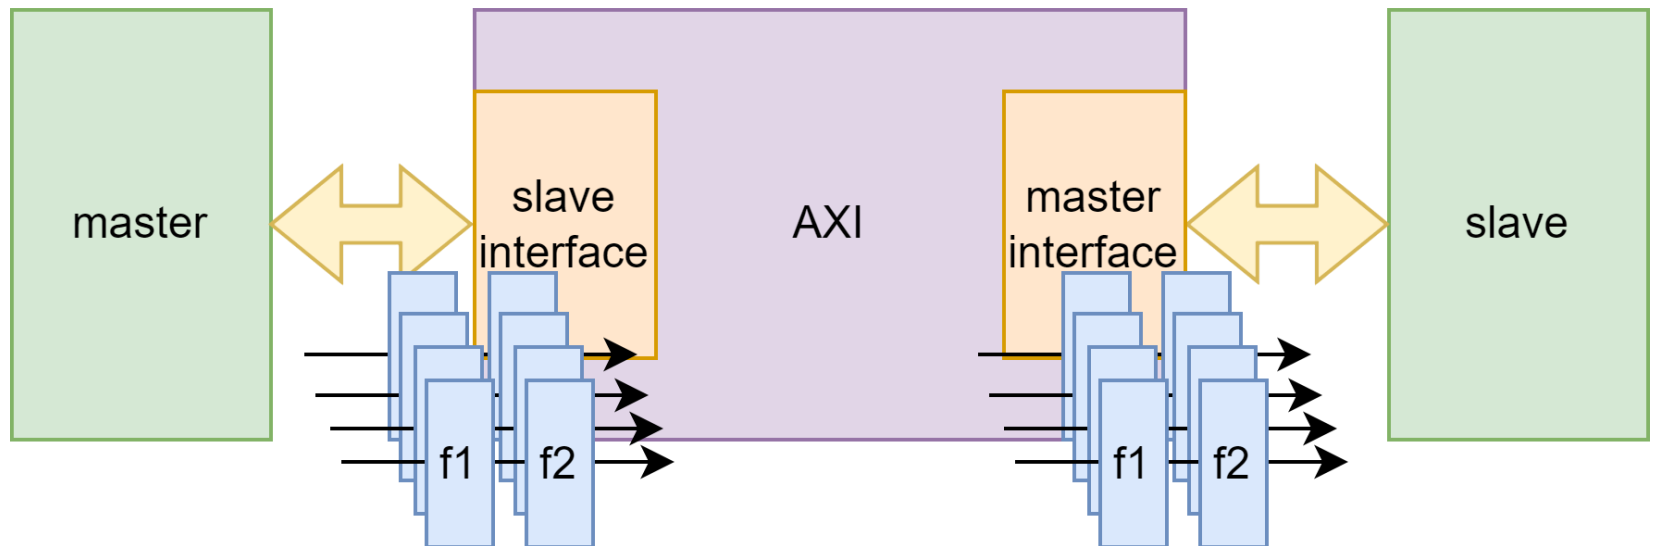 master
slave
interface
AXI
master
interface
slave
f1
f2
f1
f2